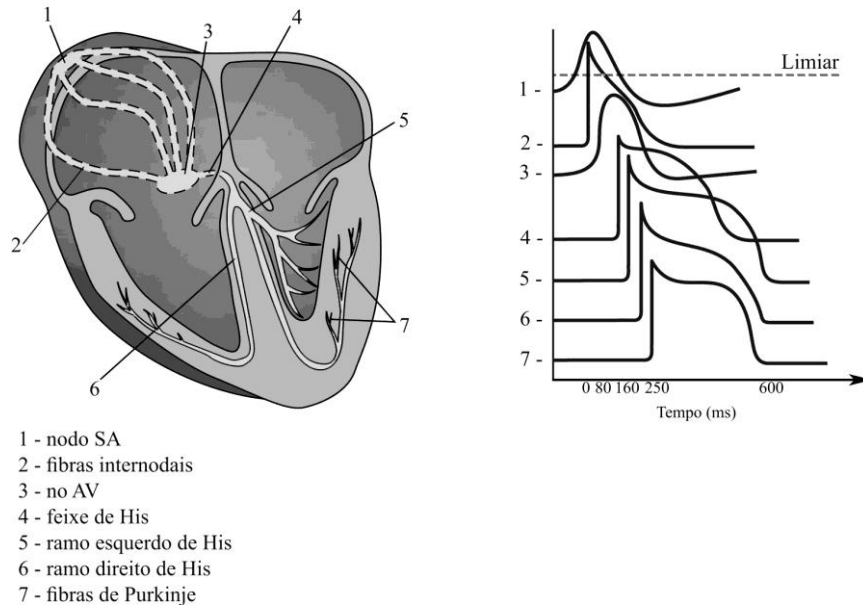 1
3
4
5
2
6
7
1 - nodo SA
2 - fibras internodais
3 - no AV
4 - feixe de His
5 - ramo esquerdo de His
6 - ramo direito de His
7 - fibras de Purkinje
Limiar
1 -
2 -
3 -
4 -
5 -
6 -
7 -
0 80 160 250 600
Tempo (ms)